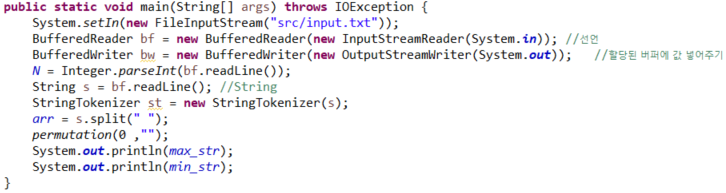 public static void main(String[] args) throws IOException {
System.setIn(new FileInputStream("src/input.txt"));
BufferedReader bf = new BufferedReader(new InputStreamReader(System.in)); //선언
BufferedWriter bw = new BufferedWriter(new OutputStreamWriter(System.out)); //할당된 버퍼에 값 넣어주기
N = Integer.parseInt(bf.readLine());
String s = bf.readLine(); //String
StringTokenizer st = new StringTokenizer(s);
arr = s.split(" ");
permutation(0 ,"");
System.out.println(max_str);
System.out.println(min_str);
}